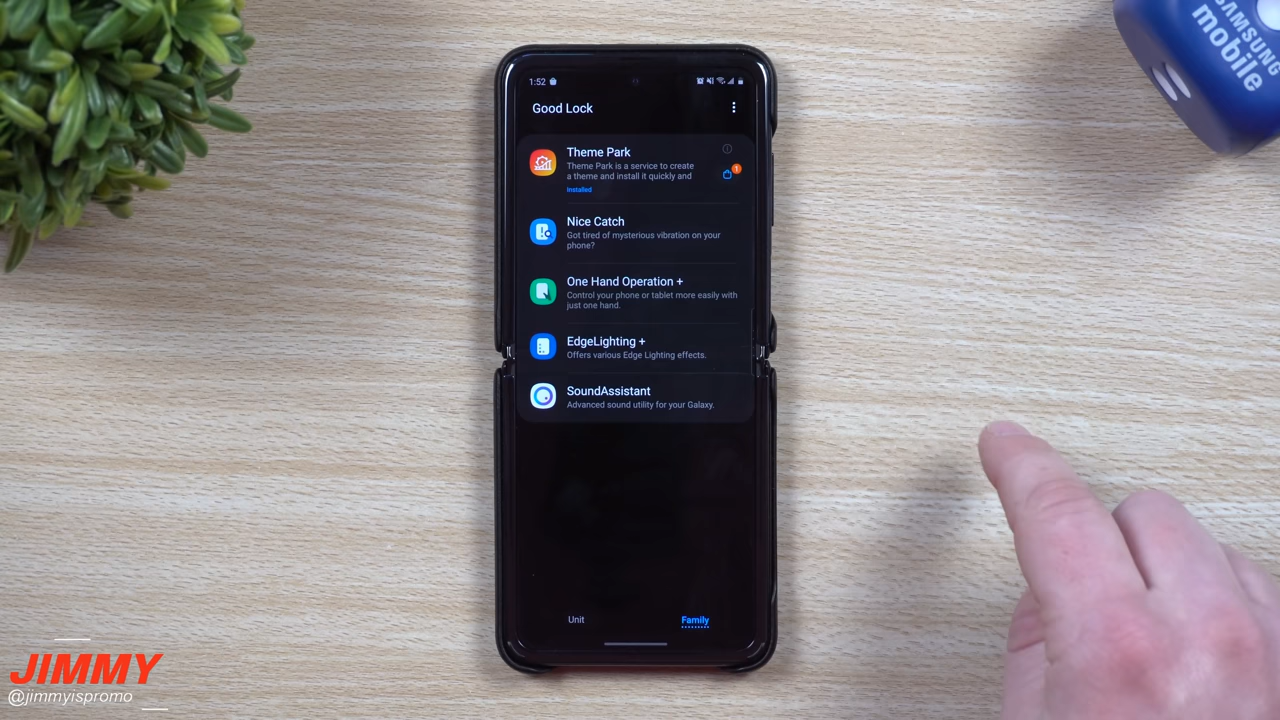 SAMSUNG
mobile
1:52
Good Lock
Theme Park
Theme Park is a service to create
a theme and install it quickly and
1
Installed
Nice Catch
Got tired of mysterious vibration on your
phone?
One Hand Operation +
Control your phone or tablet more easily with
just one hand.
EdgeLighting +
Offers various Edge Lighting effects.
SoundAssistant
Advanced sound utility for your Galaxy.
Unit
Family
JIMMY
@jimmyispromo